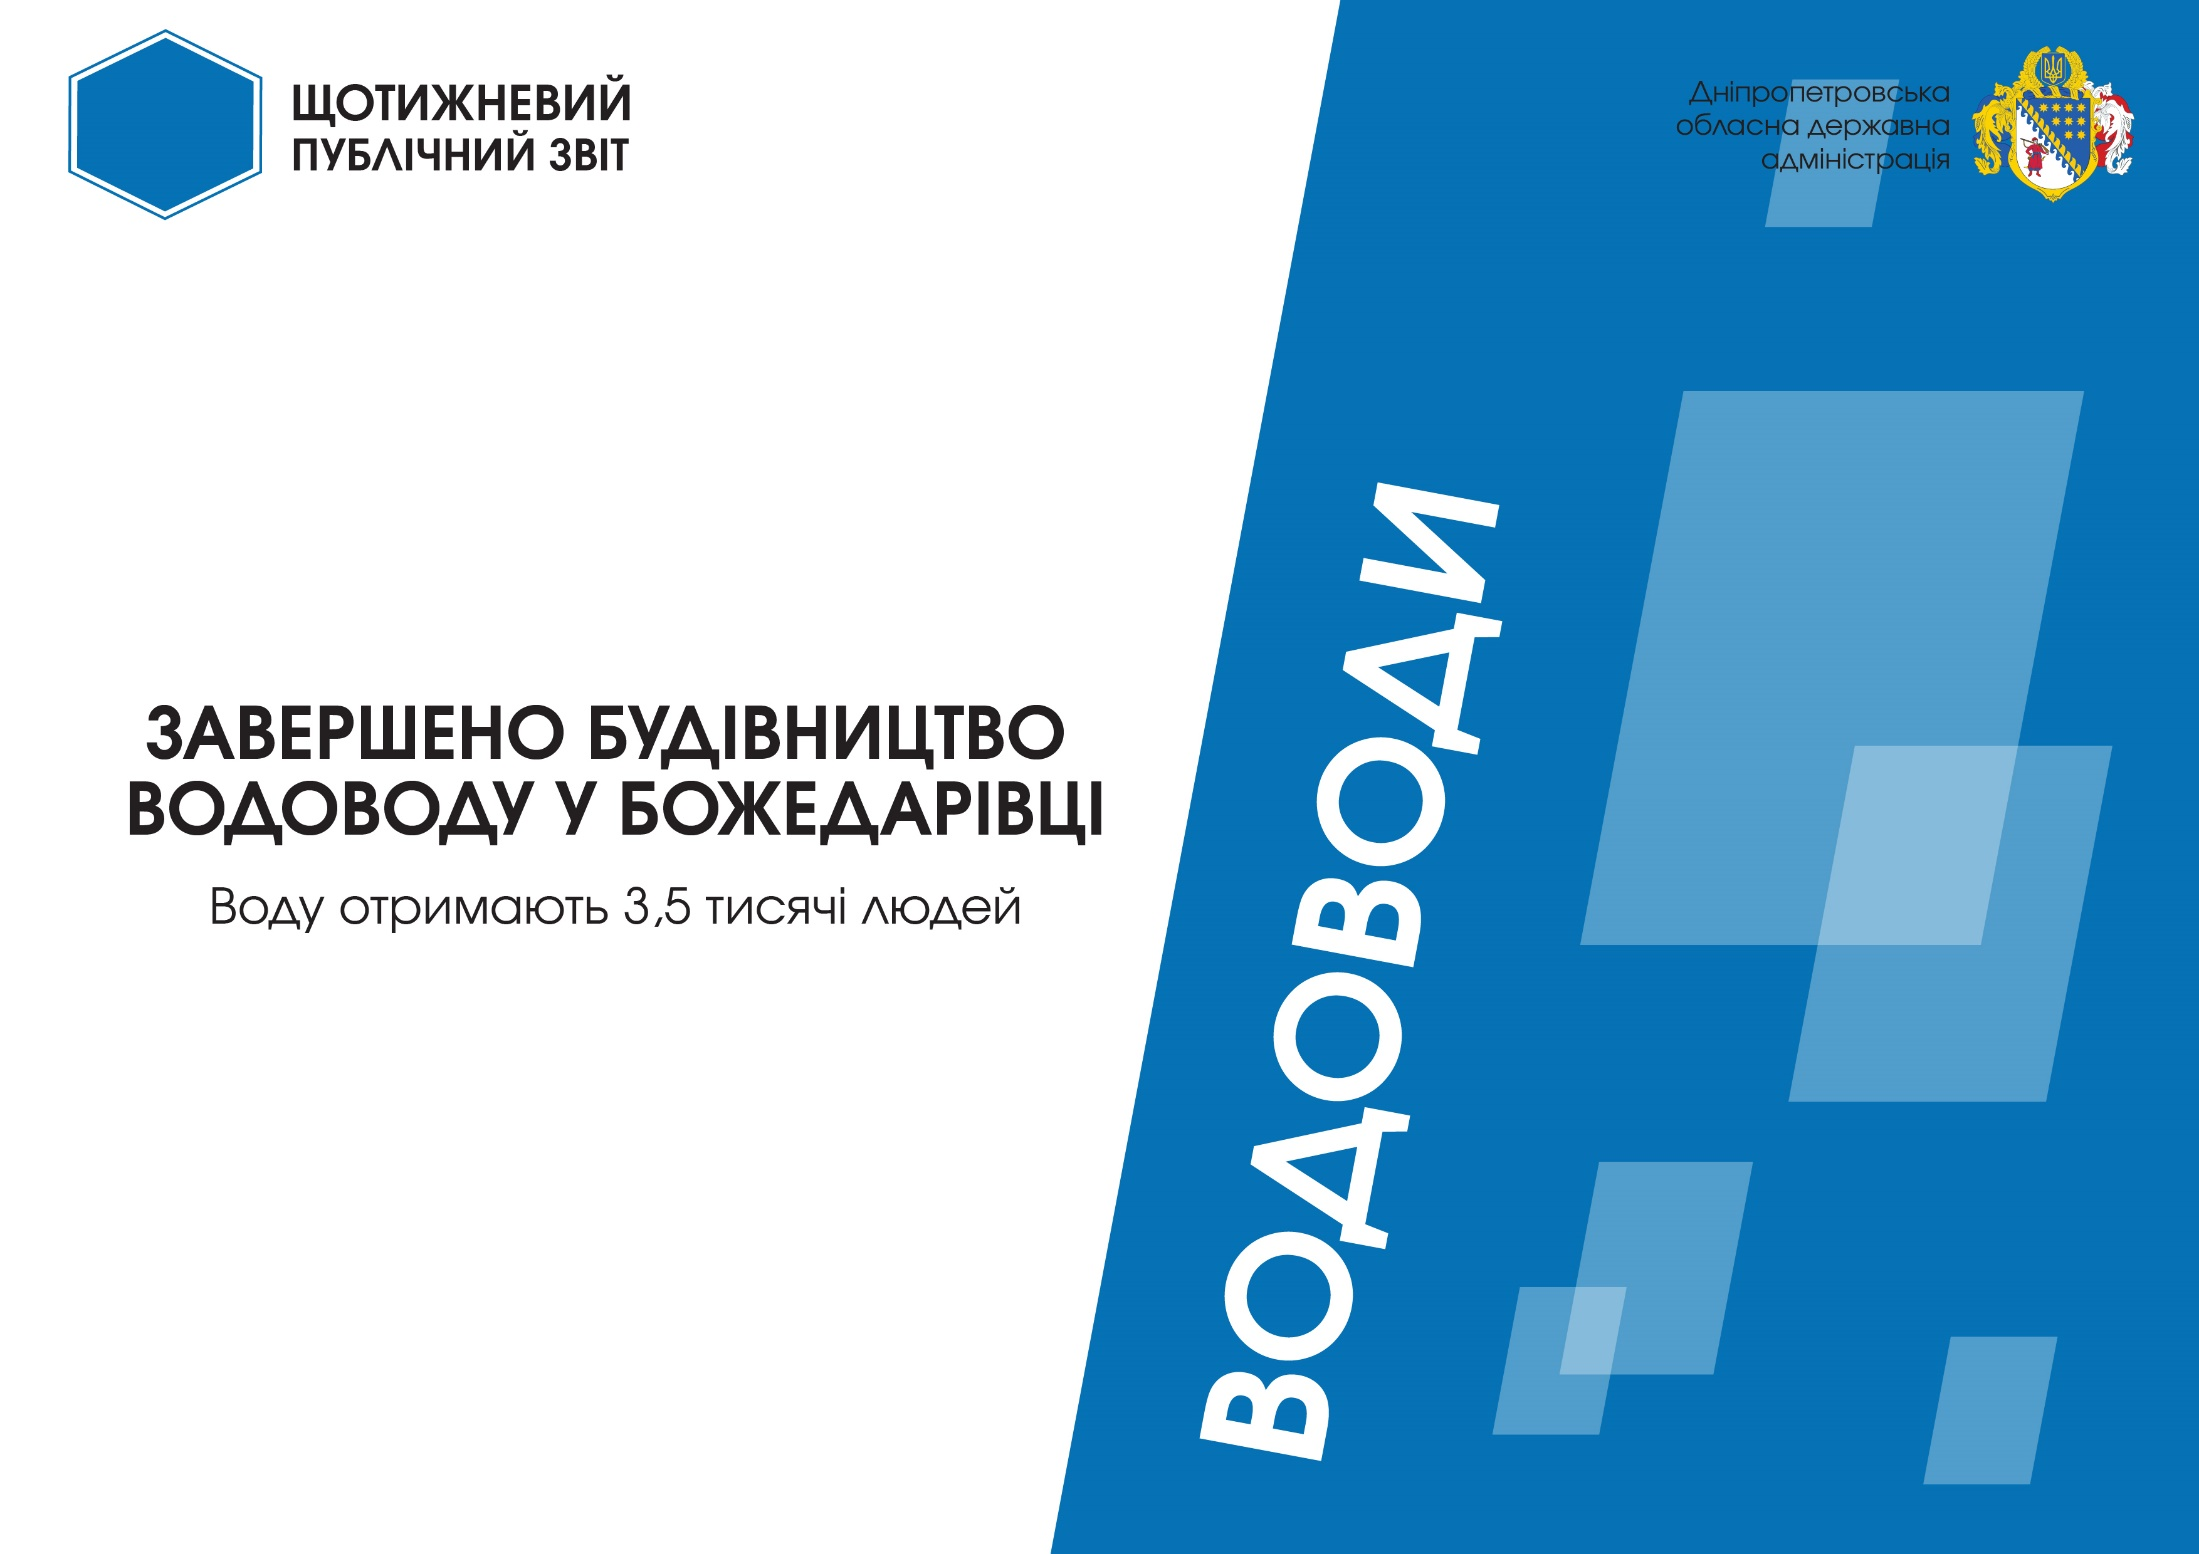 ЩОТИЖНЕВИЙ
ПУБЛІЧНИЙ ЗВІТ
Дніпропетровська
обласна державна
адміністрація
ЗАВЕРШЕНО БУДІВНИЦТВО
ВОДОВОДУ У БОЖЕДАРІВЦІ
Воду отримають 3,5 тисячі людей
ВОДОВОДИ